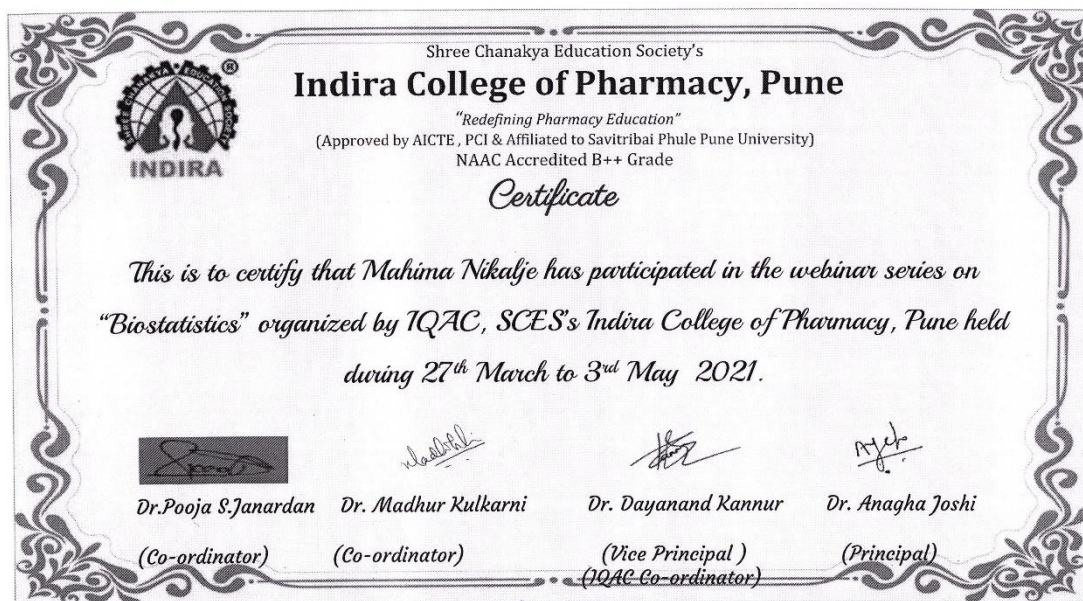 Shree Chanakya Education Society's
Indira College of Pharmacy, Pune
"Redefining Pharmacy Education"
(Approved by AICTE , PCI & Affiliated to Savitribai Phule Pune University)
NAAC Accredited B++ Grade
SHREE CHANAKYA EDUCATION SOCIETY
®
INDIRA
Certificate
This is to certify that Mahima Nikalje has participated in the webinar series on
"Biostatistics" organized by IQAC, SCES's Indira College of Pharmacy, Pune held
during 27th March to 3rd May 2021.
Dr.Pooja S.Janardan Dr. Madhur Kulkarni Dr. Dayanand Kannur Dr. Anagha Joshi
(Co-ordinator) (Co-ordinator) (Vice Principal ) (Principal)
(IQAC Co-ordinator)